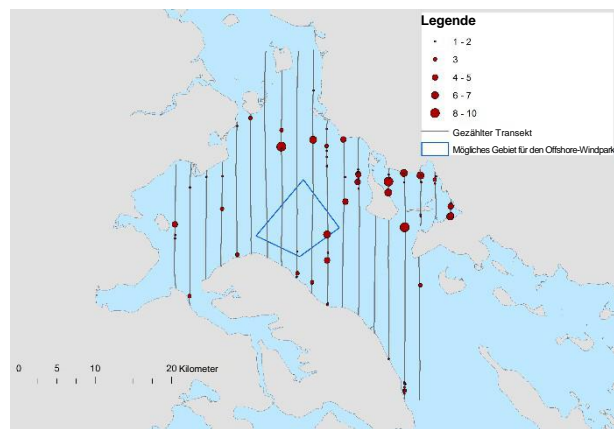 Legende
1 - 2
3
4 - 5
6 - 7
8 - 10
Gezählter Transekt
Mögliches Gebiet für den Offshore-Windpark
0 5 10 20 Kilometer